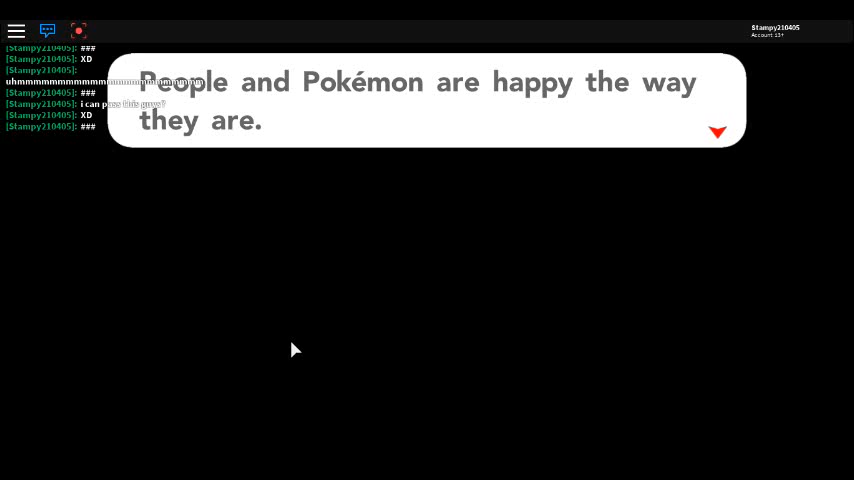 Stampy210405
Account: 13+
[Stampy210405]: ###
[Stampy210405]: XD
[Stampy210405]:
uhmmmmmmmmmmmmmmmmmmmmmmm
[Stampy210405]: ###
[Stampy210405]: i can pass this guys?
[Stampy210405]: XD
[Stampy210405]: ###
People and Pokémon are happy the way
they are.